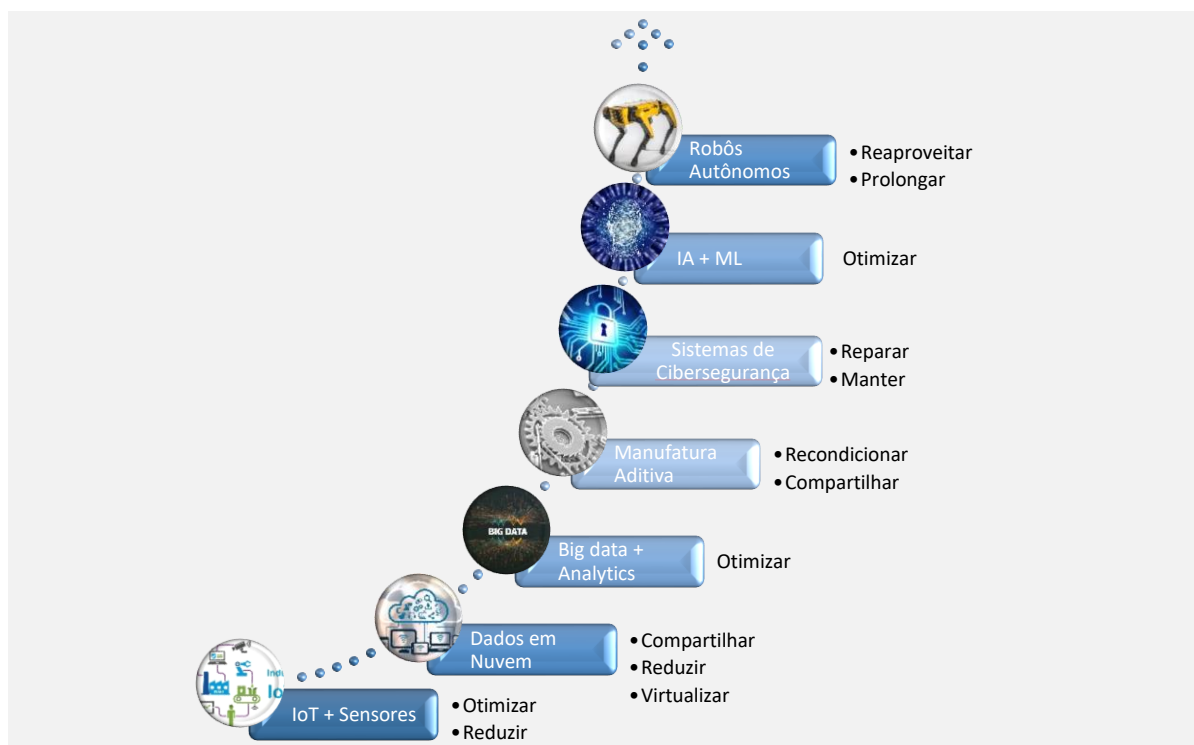 Robôs
Autônomos
•Reaproveitar
•Prolongar
IA + ML
Otimizar
Sistemas de
Cibersegurança
•Reparar
•Manter
Manufatura
Aditiva
•Recondicionar
•Compartilhar
BIG DATA
Big data +
Analytics
Otimizar
Dados em
Nuvem
•Compartilhar
•Reduzir
•Virtualizar
IoT + Sensores
•Otimizar
•Reduzir